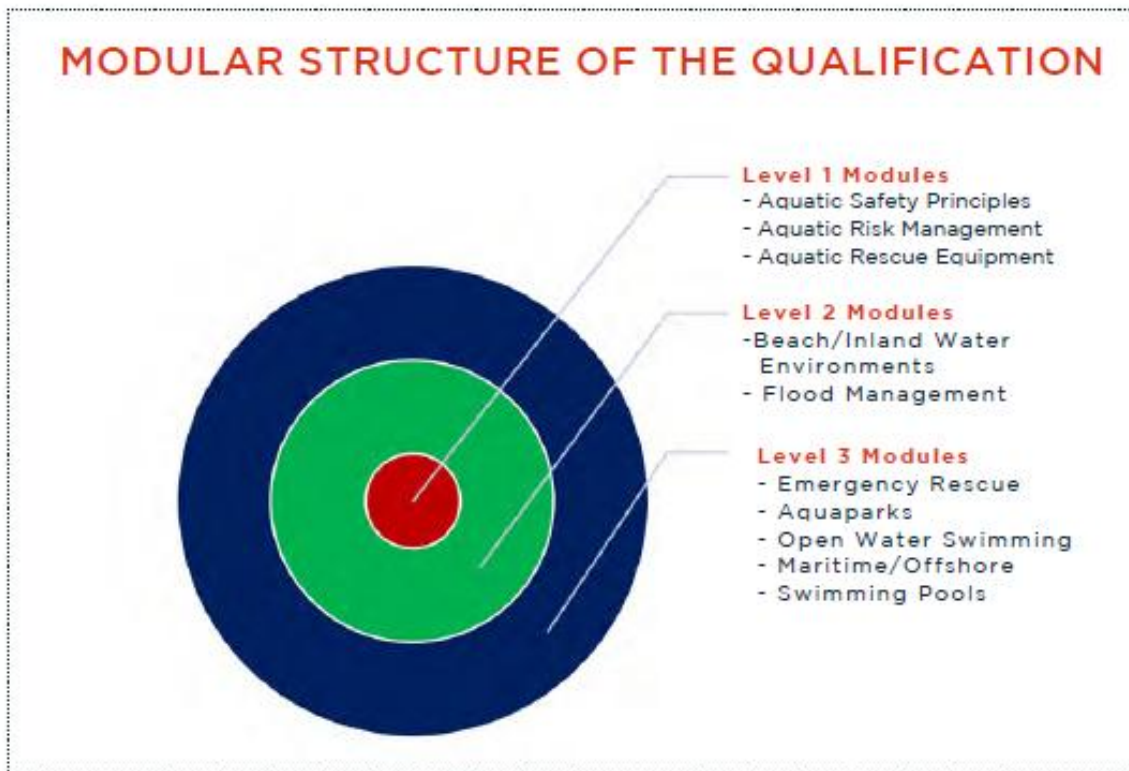 MODULAR STRUCTURE OF THE QUALIFICATION
Level 1 Modules
- Aquatic Safety Principles
- Aquatic Risk Management
- Aquatic Rescue Equipment
Level 2 Modules
-Beach/Inland Water
Environments
- Flood Management
Level 3 Modules
- Emergency Rescue
- Aquaparks
- Open Water Swimming
- Maritime/Offshore
- Swimming Pools